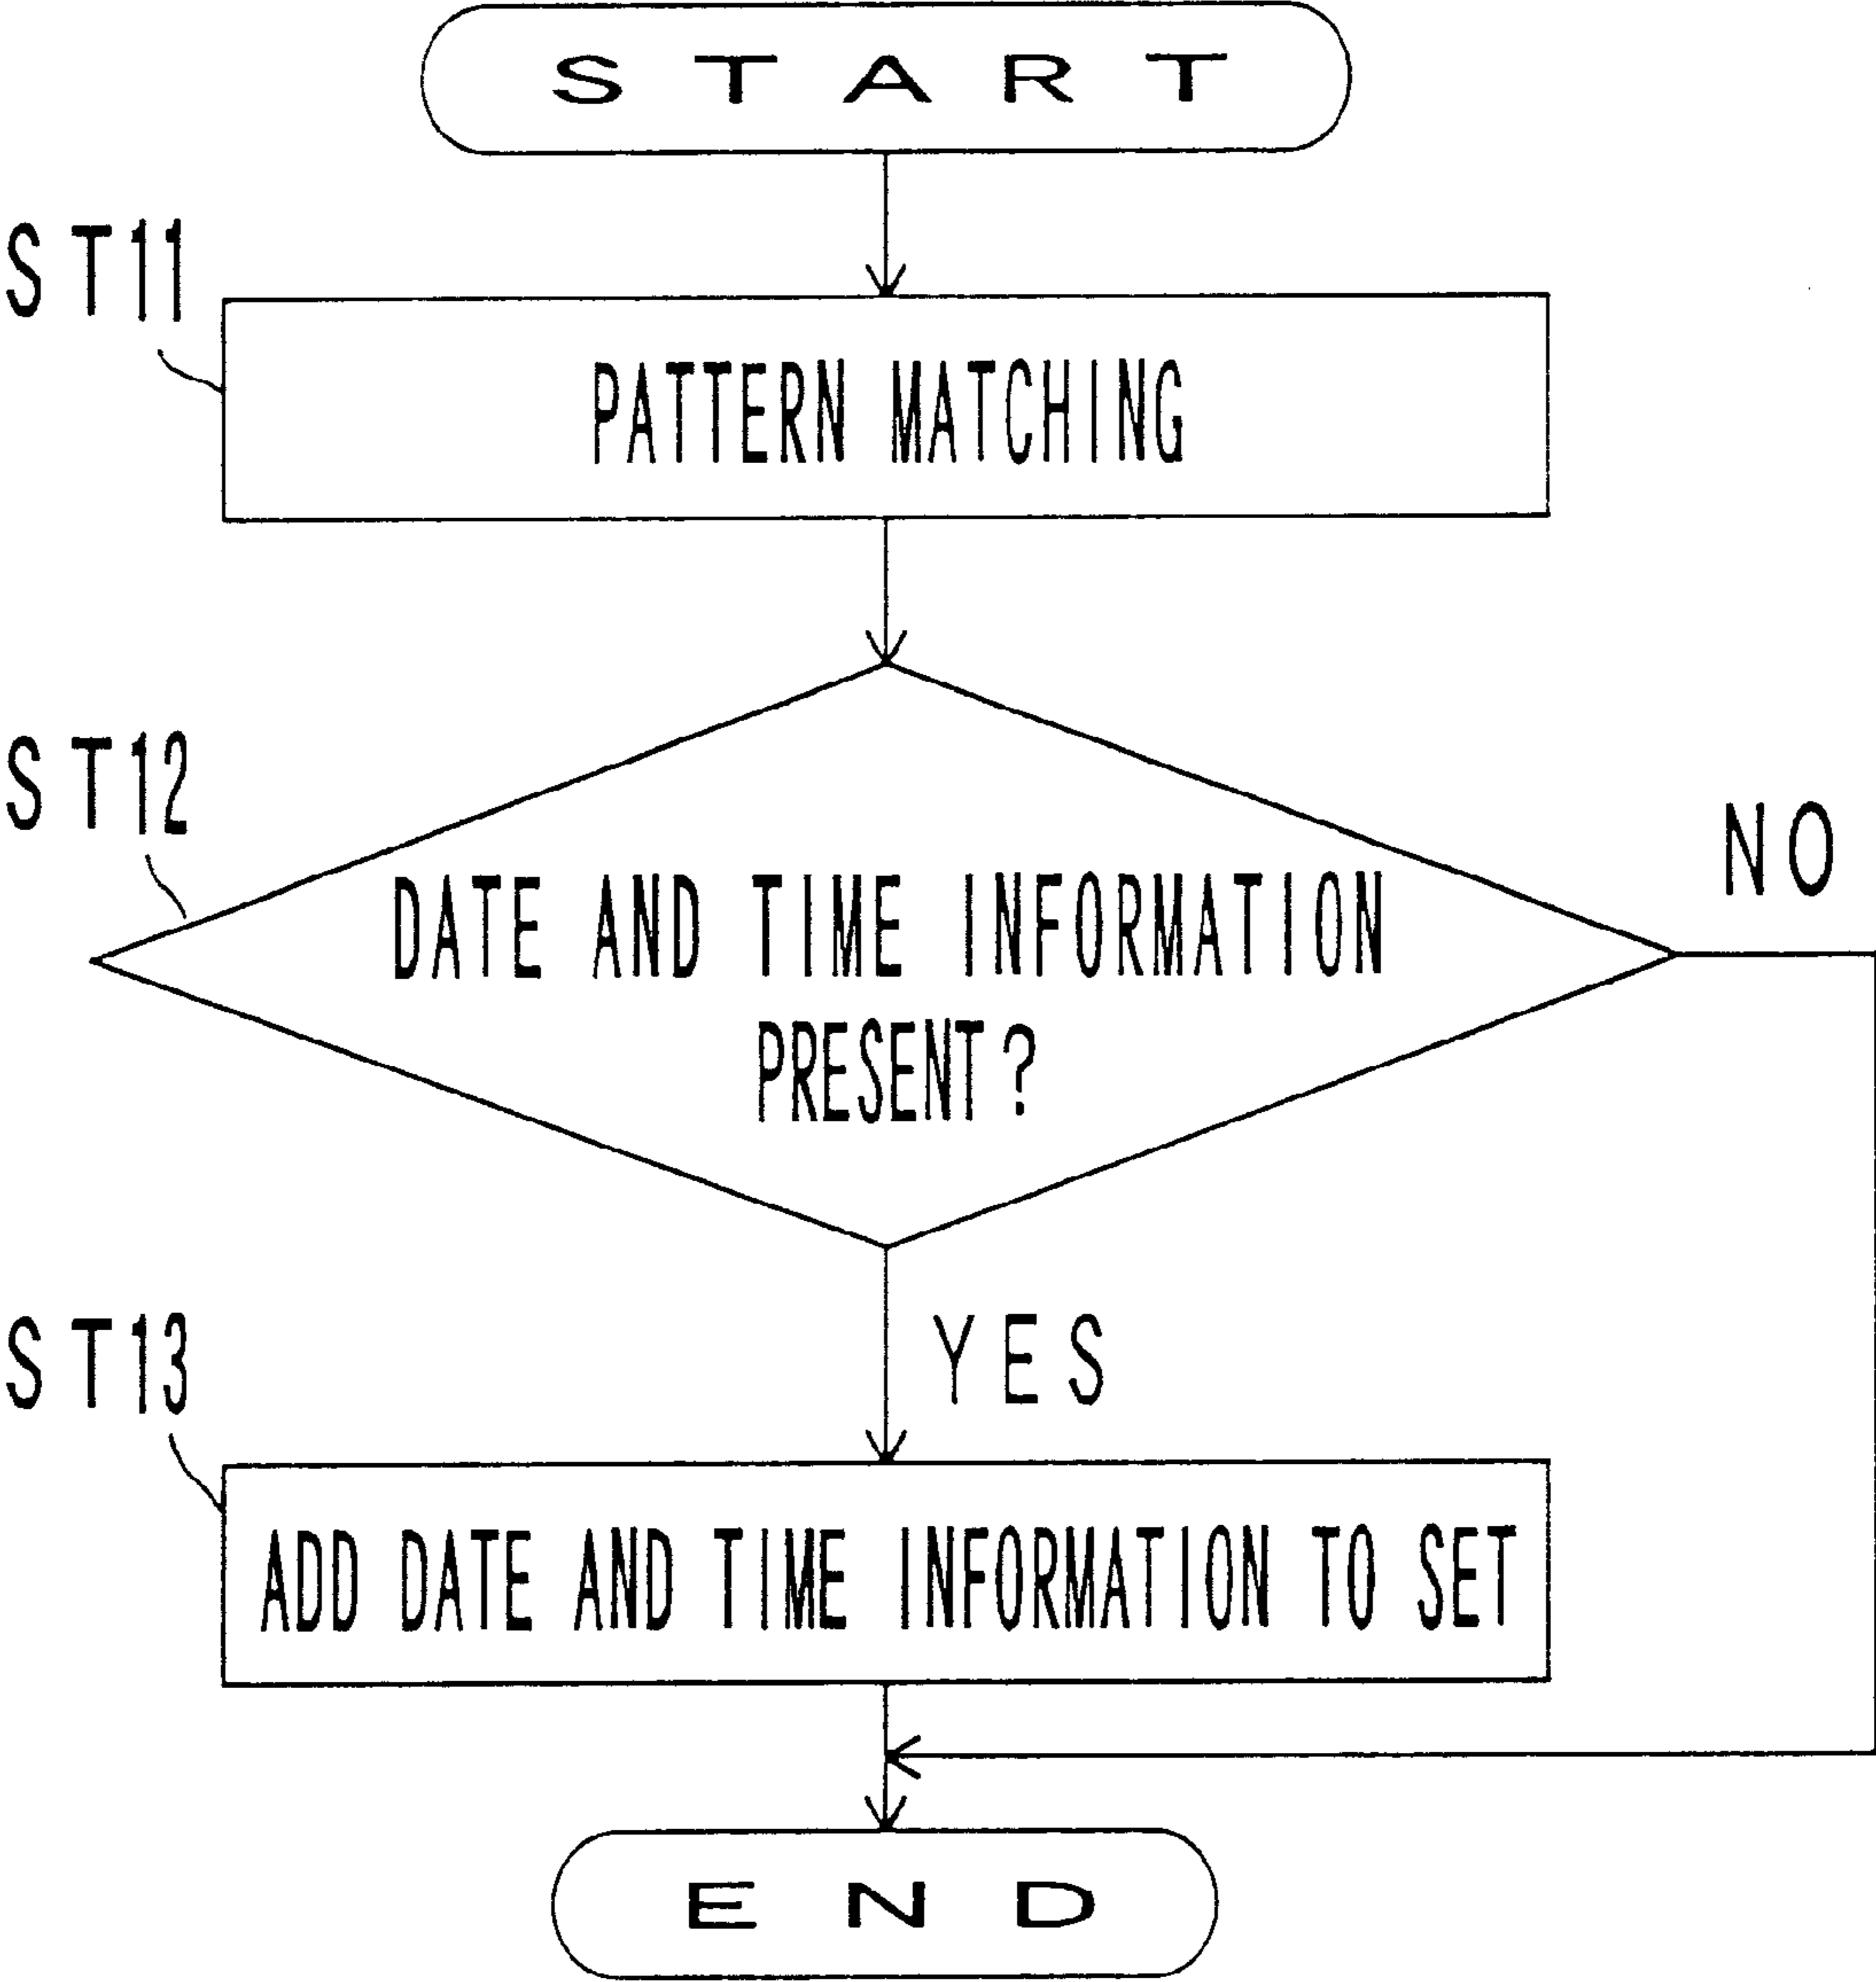 START
ST11
PATTERN MATCHING
ST12
NO
DATE AND TIME INFORMATION
PRESENT?
YES
ST13
ADD DATE AND TIME INFORMATION TO SET
END